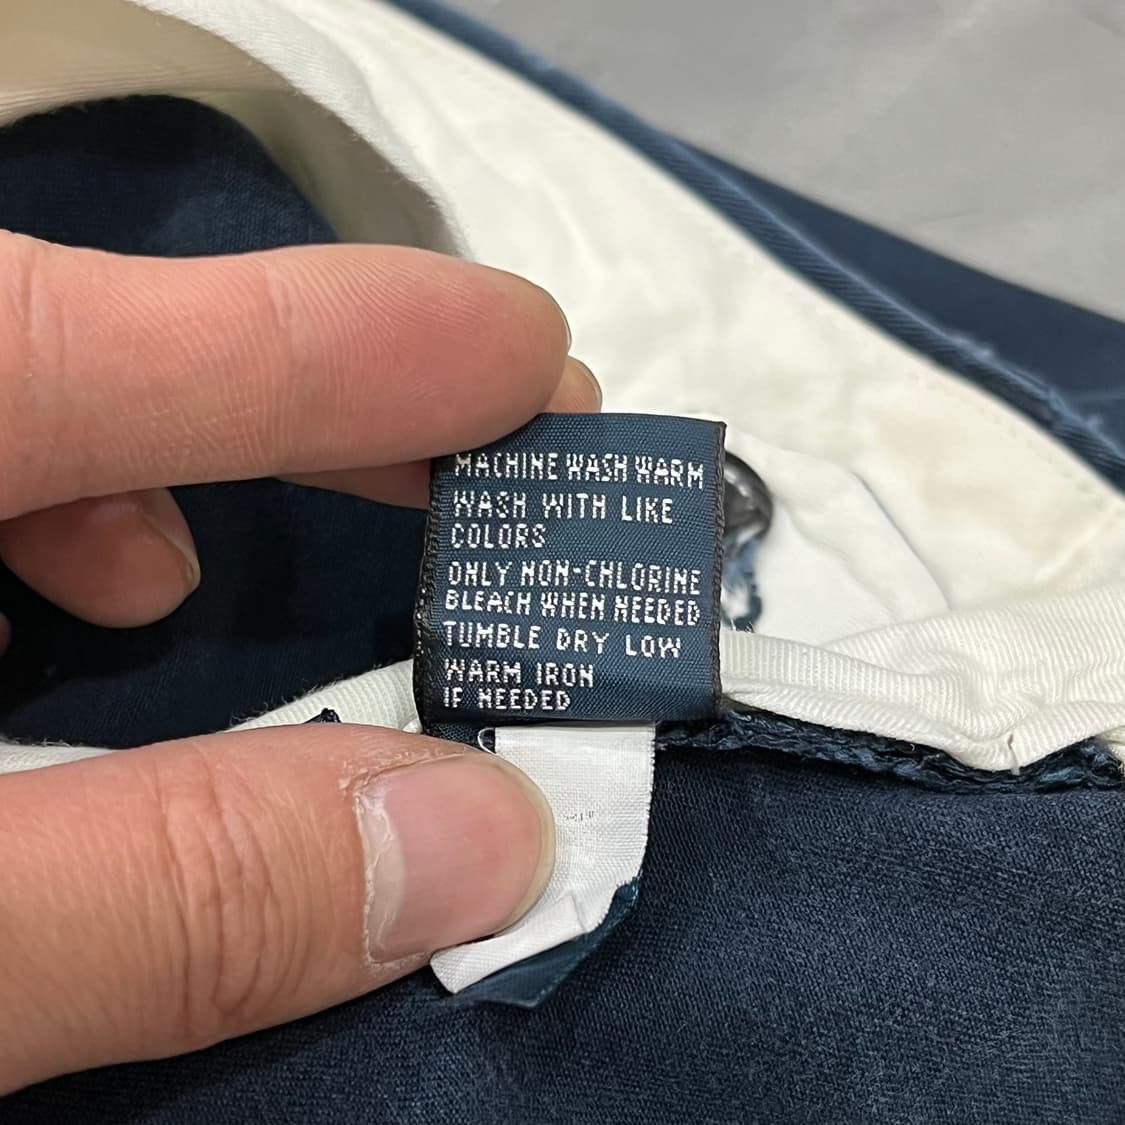 MACHINE WASH WARM
WASH WITH LIKE
COLORS
ONLY NON-CHLORINE
BLEACH WHEN NEEDED
TUMBLE DRY LOW
WARM IRON
IF NEEDED